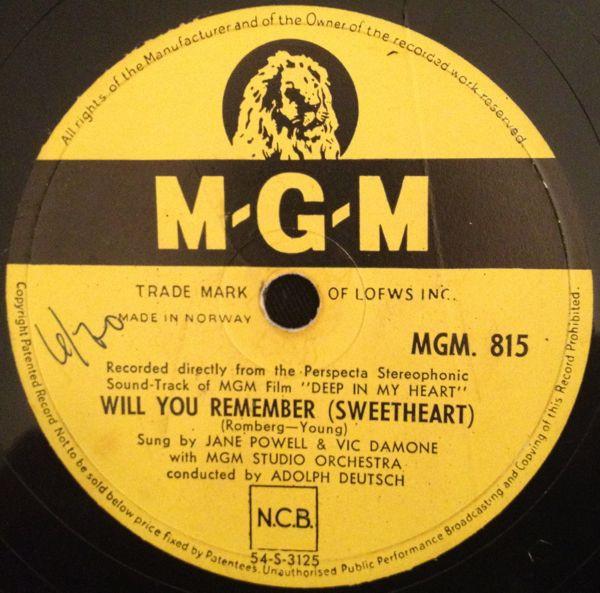 All rights of the Manufacturer and of the Owner of the recorded work reserved
M-G-M
TRADE MARK OF LOFWS INC.
MADE IN NORWAY
6/20
MGM. 815
Recorded directly from the Perspecta Stereophonic
Sound-Track of MGM Film "DEEP IN MY HEART"
WILL YOU REMEMBER (SWEETHEART)
(Romberg—Young)
Sung by JANE POWELL & VIC DAMONE
with MGM STUDIO ORCHESTRA
conducted by ADOLPH DEUTSCH
N.C.B.
54-S-3125
Copyright Patented Record Not to be sold below price fixed by Patentees. Unauthorised Public Performance Broadcasting and Copying of this Record Prohibited.